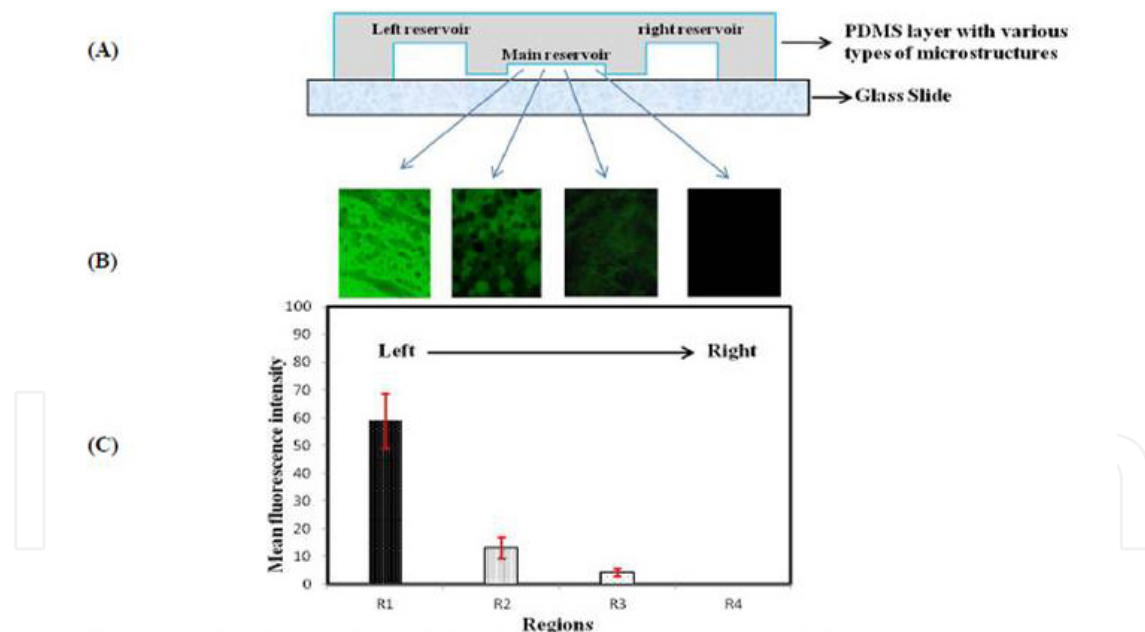 (A)
Left reservoir
Main reservoir
right reservoir
PDMS layer with various
types of microstructures
Glass Slide
(B)
(C)
Mean fluorescence intensity
100
90
80
70
60
50
40
30
20
10
0
Left
Right
R1
R2
R3
R4
Regions